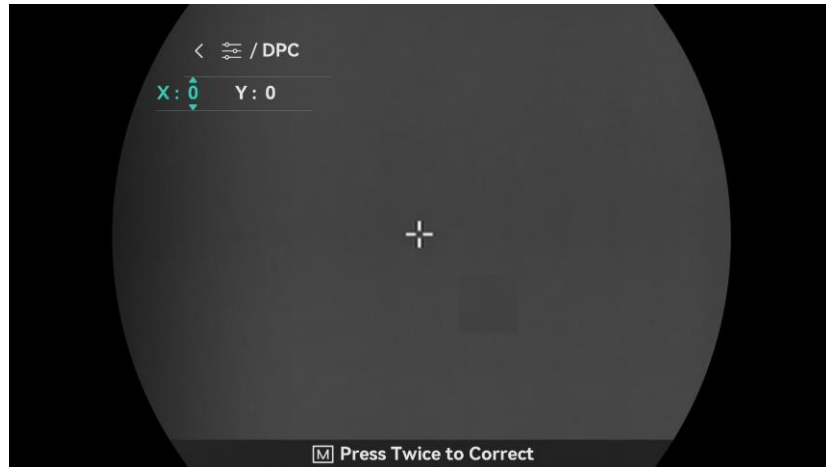 < / DPC
X : 0 Y : 0
M Press Twice to Correct